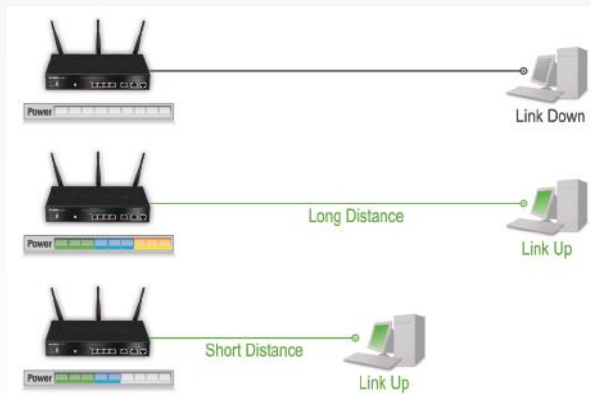 Power
Link Down
Long Distance
Power
Link Up
Short Distance
Power
Link Up